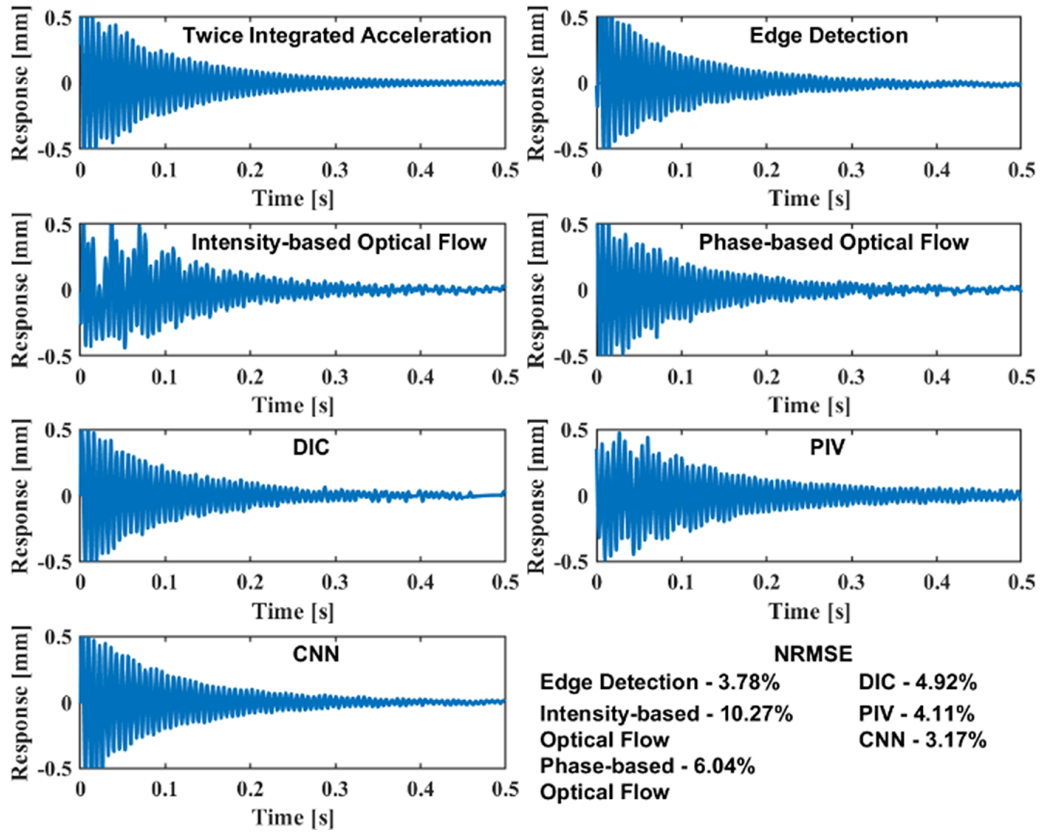 0.5
Twice Integrated Acceleration
Response [mm]
0
-0.5
0 0.1 0.2 0.3 0.4 0.5
Time [s]
0.5
Edge Detection
Response [mm]
0
-0.5
0 0.1 0.2 0.3 0.4 0.5
Time [s]
0.5
Intensity-based Optical Flow
Response [mm]
0
-0.5
0 0.1 0.2 0.3 0.4 0.5
Time [s]
0.5
Phase-based Optical Flow
Response [mm]
0
-0.5
0 0.1 0.2 0.3 0.4 0.5
Time [s]
0.5
DIC
Response [mm]
0
-0.5
0 0.1 0.2 0.3 0.4 0.5
Time [s]
0.5
PIV
Response [mm]
0
-0.5
0 0.1 0.2 0.3 0.4 0.5
Time [s]
0.5
CNN
Response [mm]
0
-0.5
0 0.1 0.2 0.3 0.4 0.5
Time [s]
NRMSE
Edge Detection - 3.78%
Intensity-based - 10.27%
Optical Flow
Phase-based - 6.04%
Optical Flow
DIC - 4.92%
PIV - 4.11%
CNN - 3.17%